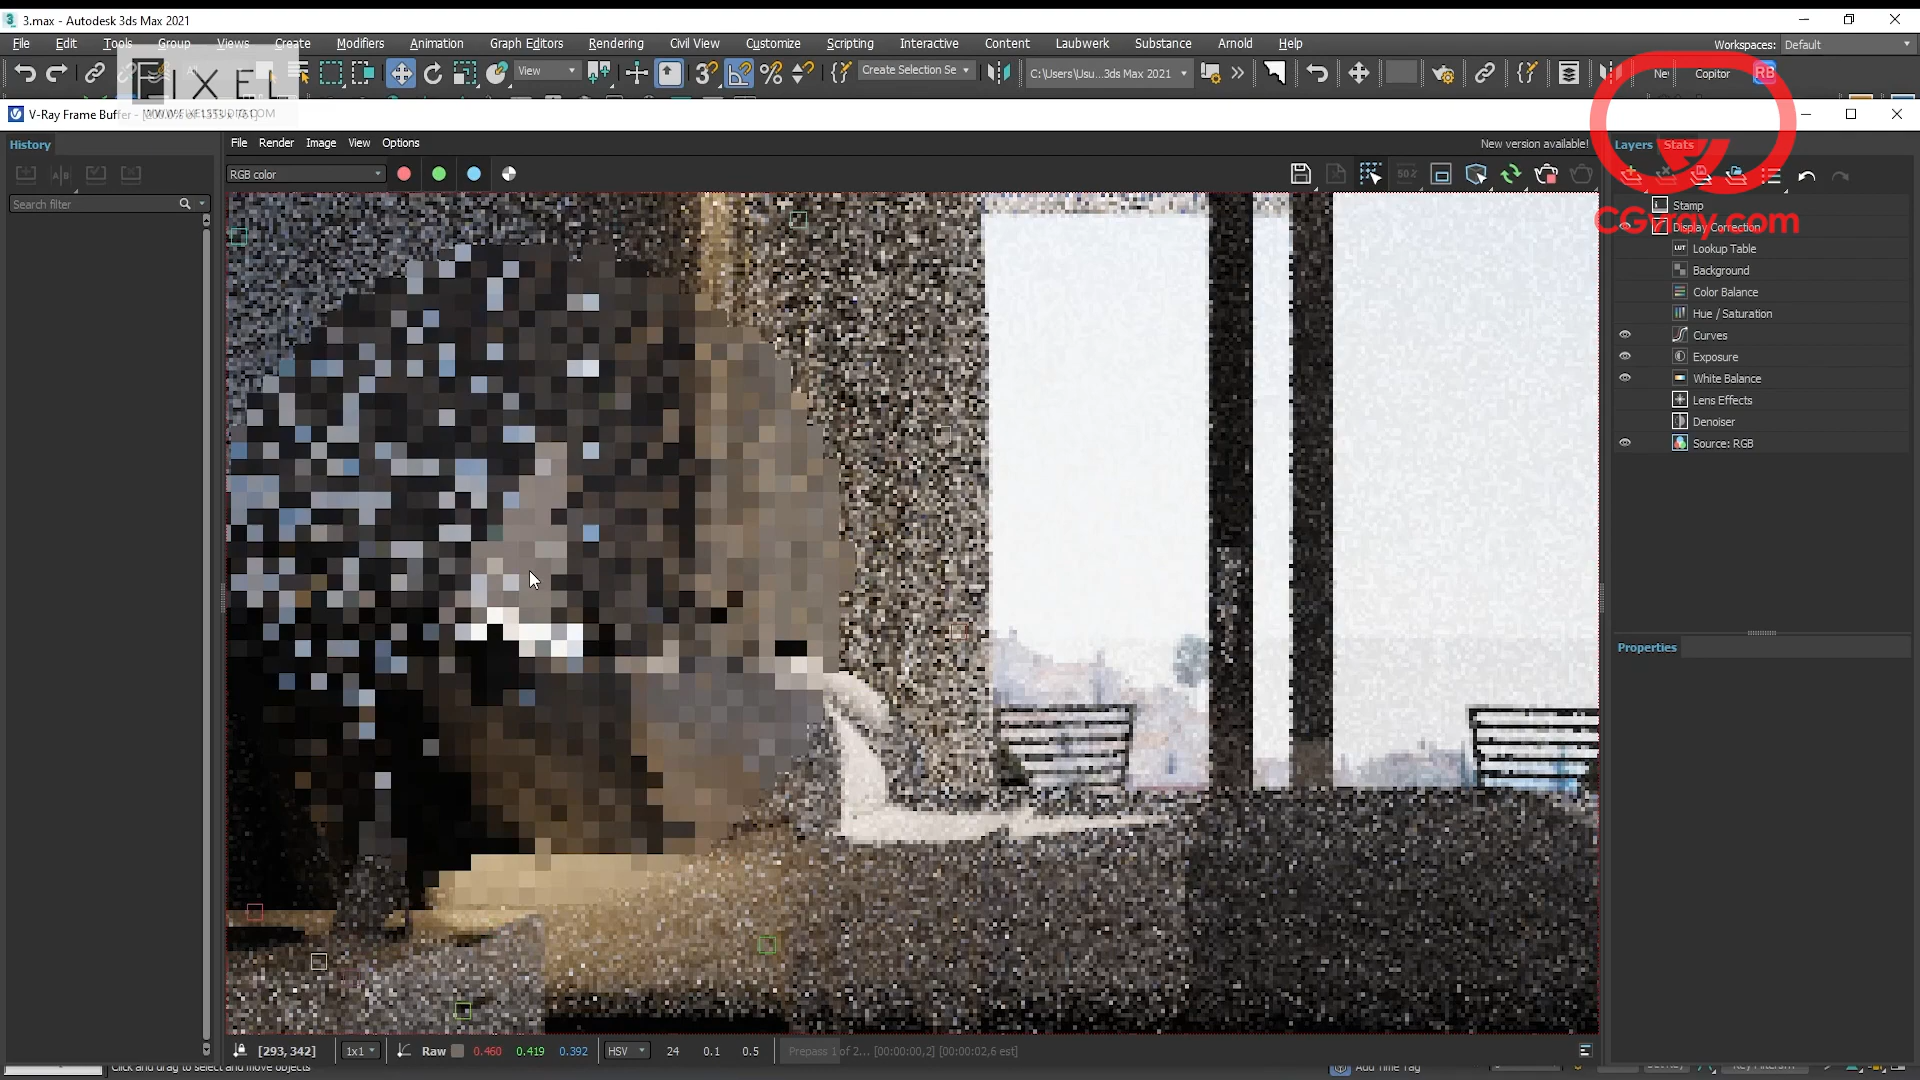 3.max - Autodesk 3ds Max 2021
File Edit Tools Group Views Create Modifiers Animation Graph Editors Rendering Civil View Customize Scripting Interactive Content Laubwerk Substance Arnold Help
Workspaces: Default
View
Create Selection Se
C:\Users\Usu...3ds Max 2021
Copitor
RB
FIXEL
V-Ray Frame Buffer -
History
File Render Image View Options
New version available!
Layers Stats
RGB color
50%
Search filter
Stamp
CGvray.com
Display Correction
LUT Lookup Table
Background
Color Balance
Hue / Saturation
Curves
Exposure
White Balance
Lens Effects
Denoiser
Source: RGB
Properties
[293, 342]
1x1
Raw
0.460 0.419 0.392
HSV
24 0.1 0.5
Prepass 1 of 2... [00:00:00,2] [00:00:02,6 est]
Click and drag to select and move objects
Add Time Tag